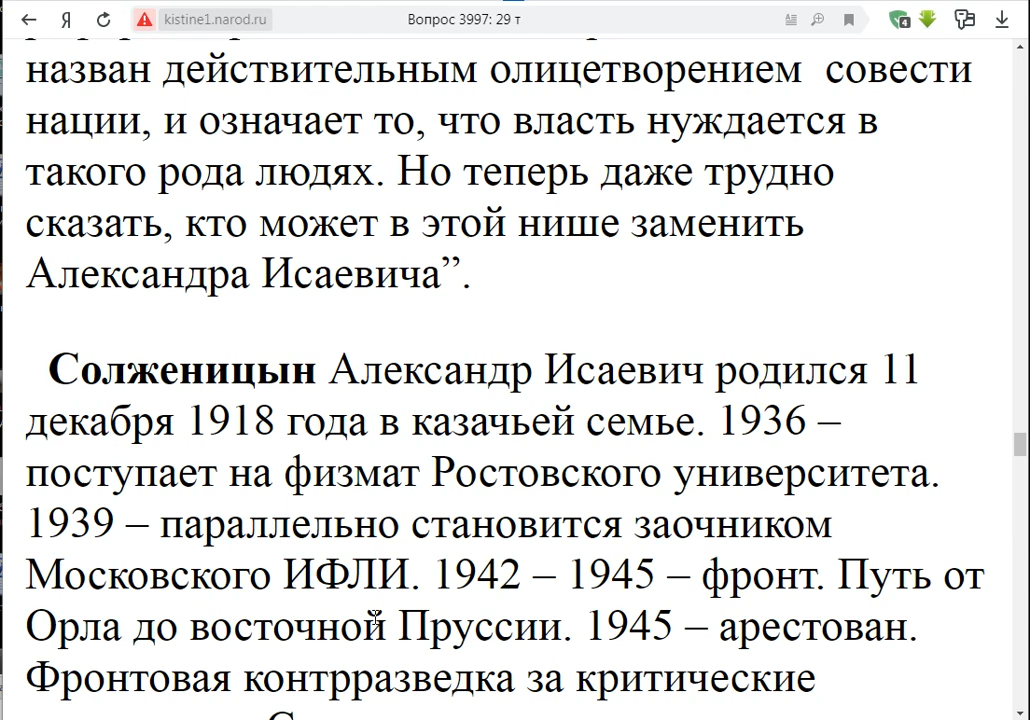 kistine1.narod.ru
Вопрос 3997: 29 т
4
назван действительным олицетворением совести
нации, и означает то, что власть нуждается в
такого рода людях. Но теперь даже трудно
сказать, кто может в этой нише заменить
Александра Исаевича”.
Солженицын Александр Исаевич родился 11
декабря 1918 года в казачьей семье. 1936 –
поступает на физмат Ростовского университета.
1939 – параллельно становится заочником
Московского ИФЛИ. 1942 – 1945 – фронт. Путь от
Орла до восточной Пруссии. 1945 – арестован.
Фронтовая контрразведка за критические